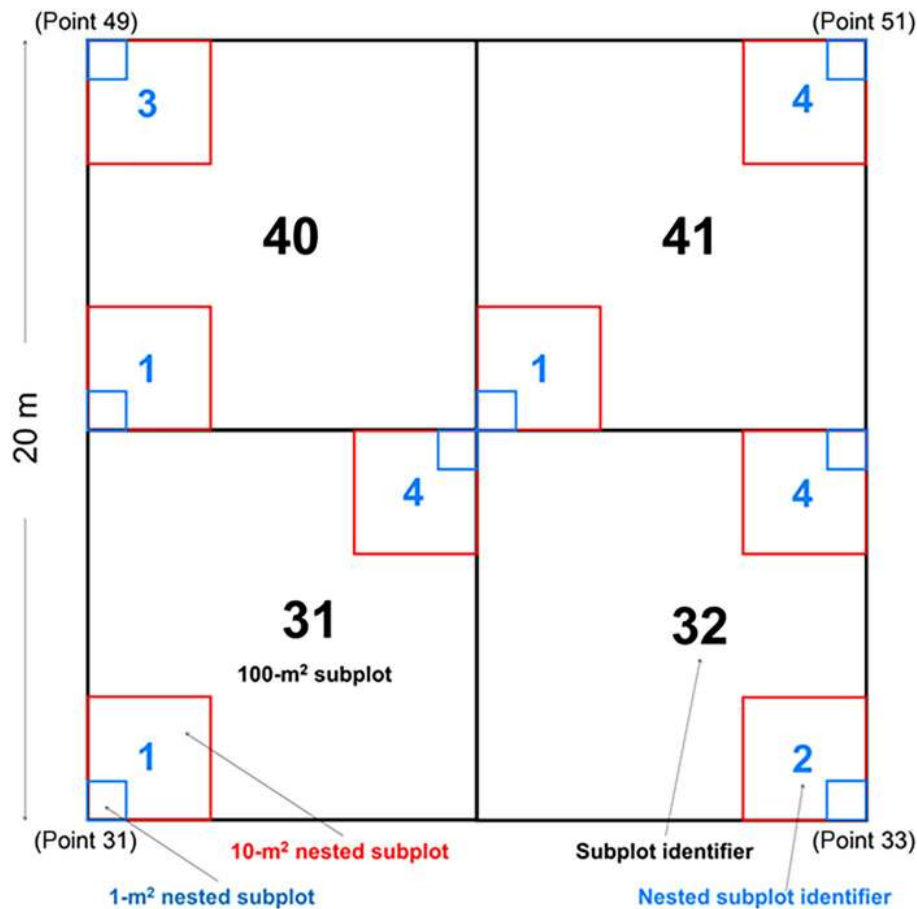 (Point 49)
(Point 51)
3
4
40
41
1
1
20 m
4
4
31
32
100-m² subplot
1
2
(Point 31)
(Point 33)
10-m² nested subplot
Subplot identifier
1-m² nested subplot
Nested subplot identifier